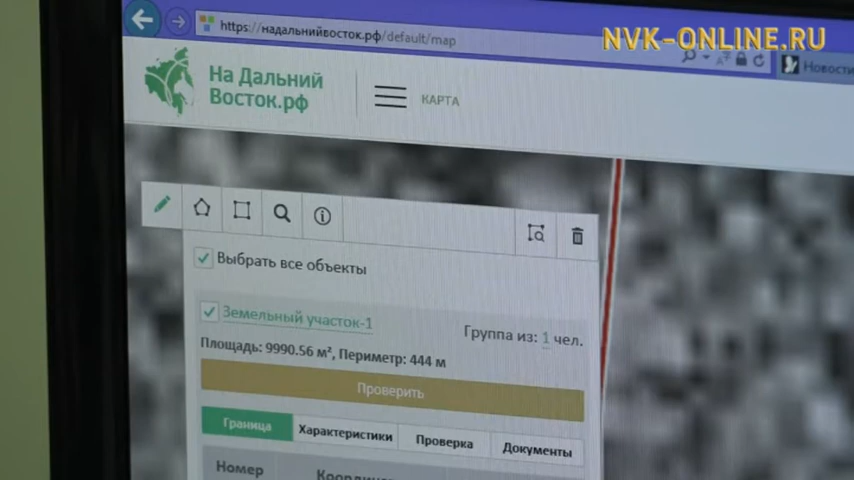 https://надальнийвосток.рф/default/map
NVK-ONLINE.RU
Новости
На Дальний
Восток.рф
КАРТА
Выбрать все объекты
Земельный участок-1
Группа из: 1 чел.
Площадь: 9990.56 м², Периметр: 444 м
Проверить
Граница
Характеристики
Проверка
Документы
Номер